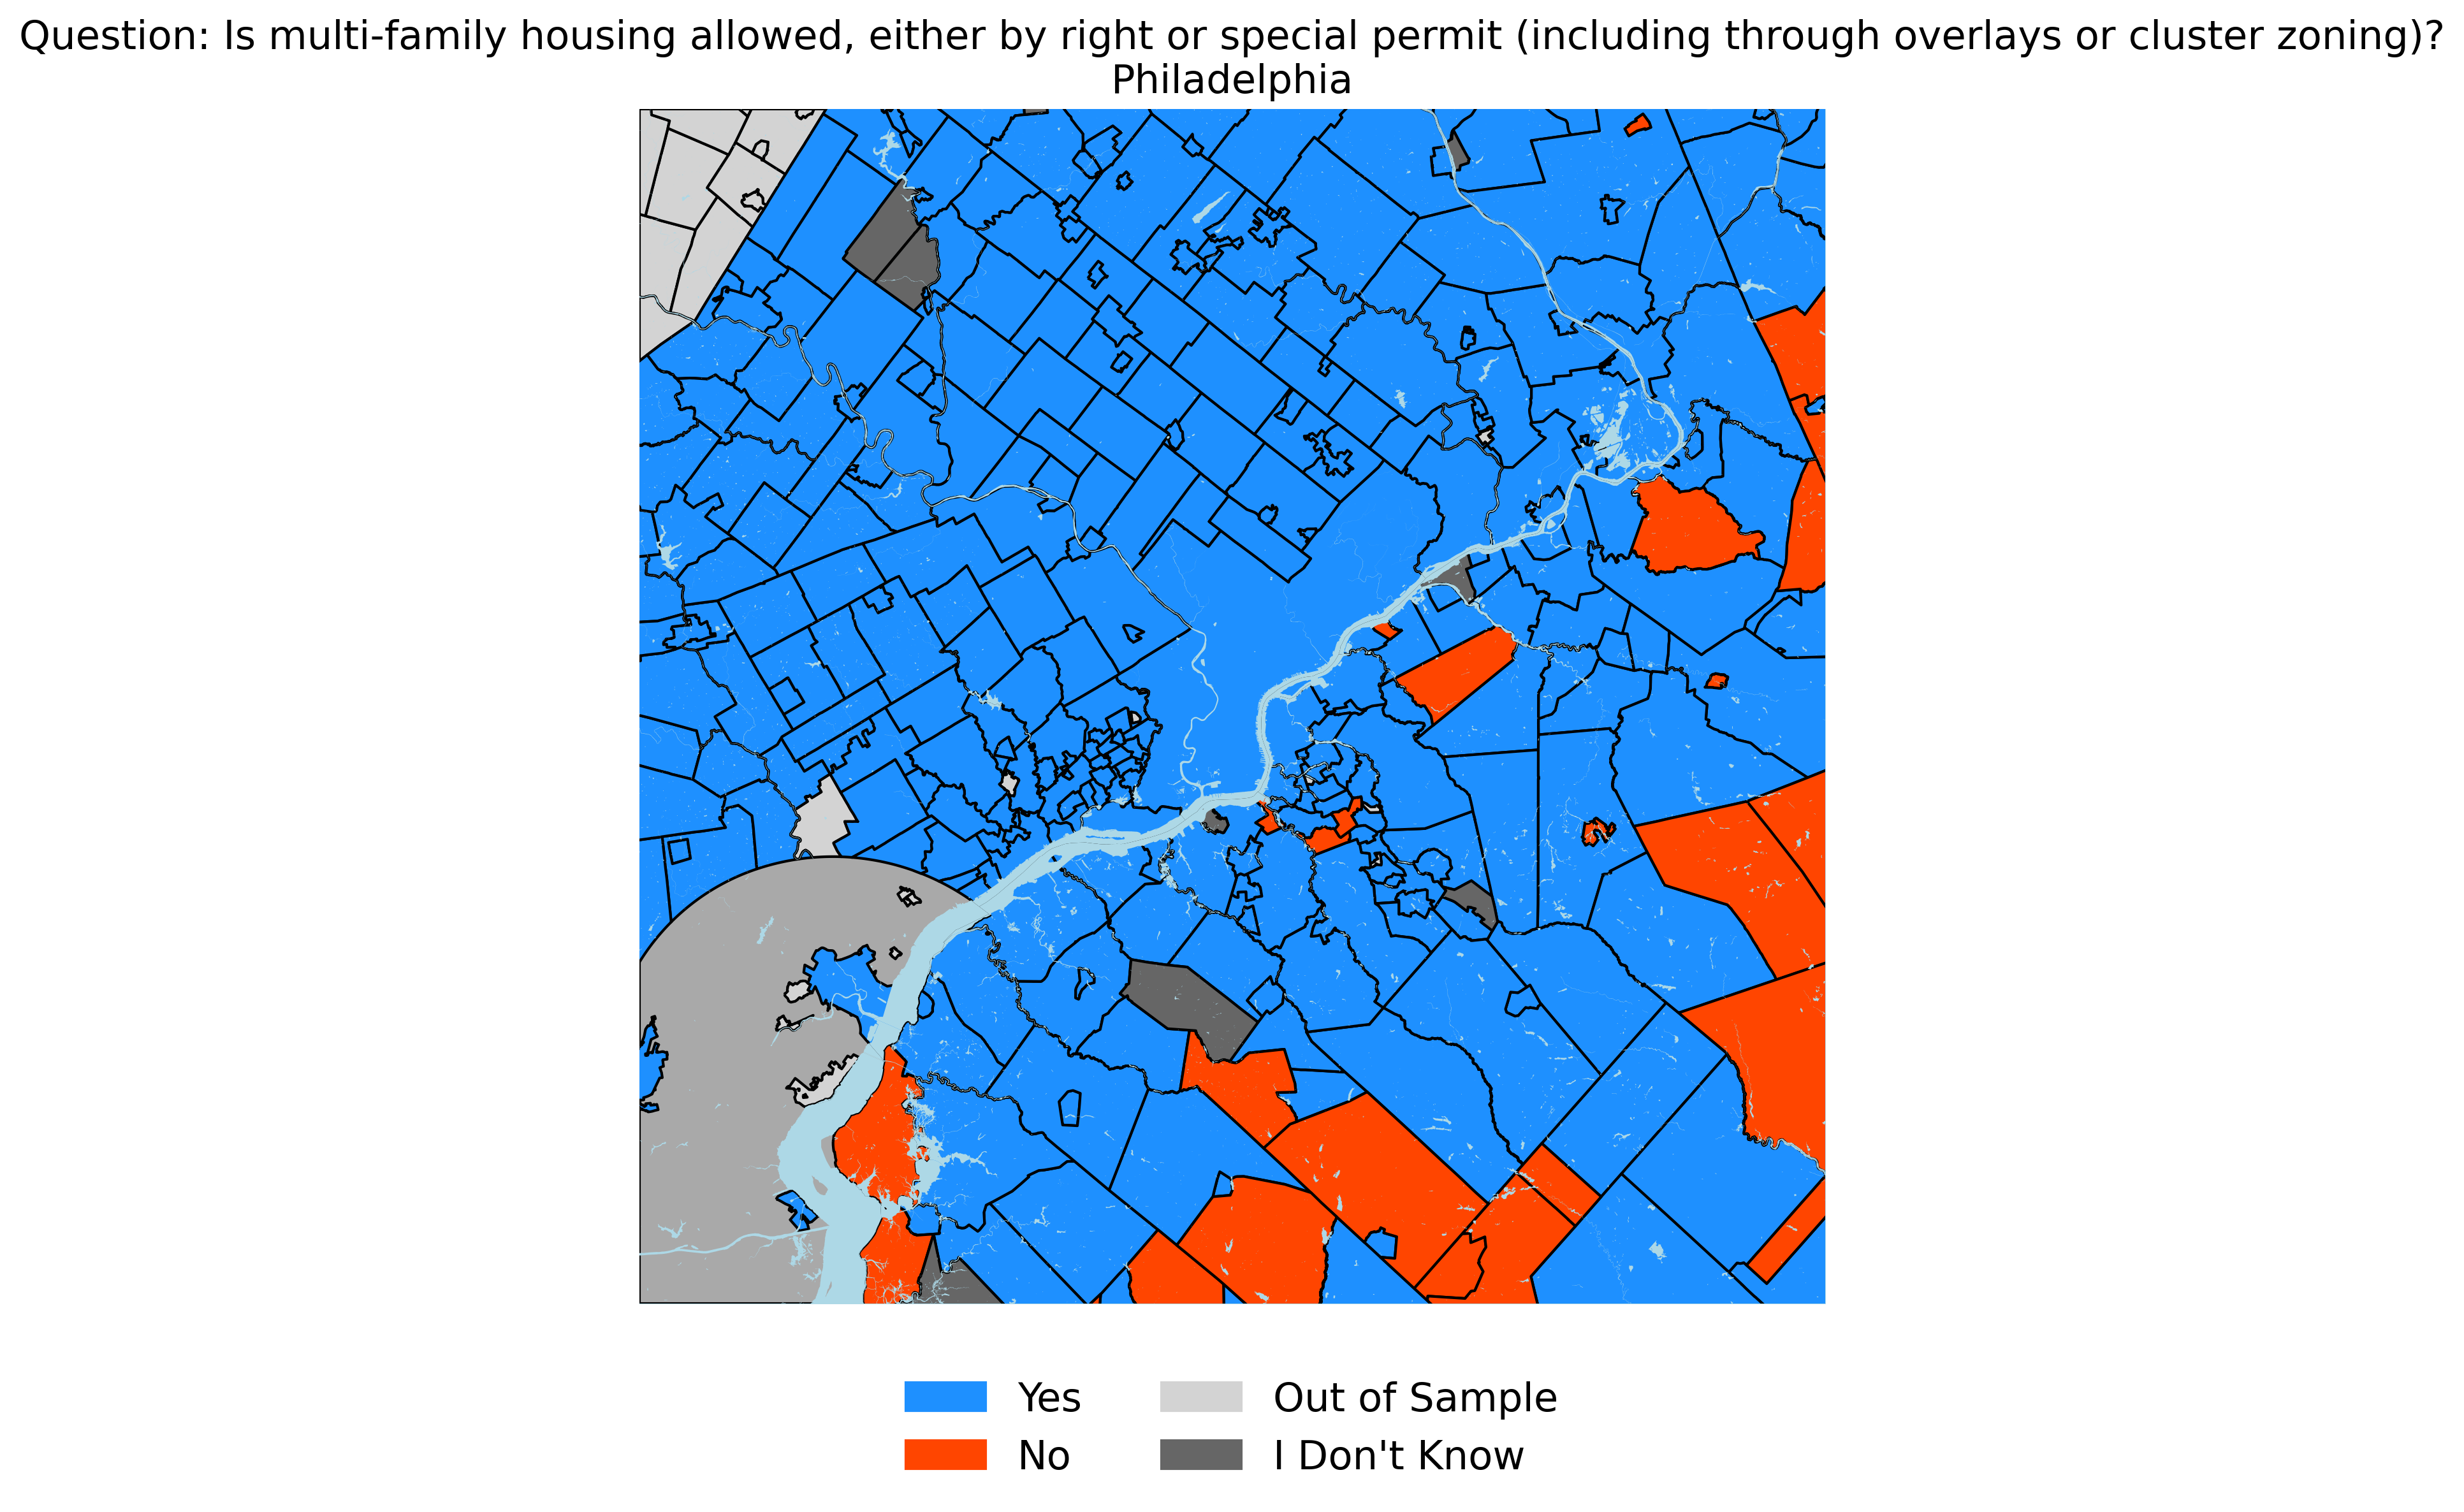 Question: Is multi-family housing allowed, either by right or special permit (including through overlays or cluster zoning)?
Philadelphia
Yes
No
Out of Sample
I Don't Know